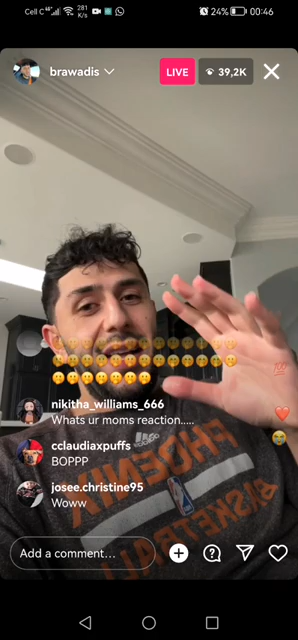 Cell C 281 K/s 24% 00:46
brawadis LIVE 39,2K
nikitha_williams_666
Whats ur moms reaction.....
cclaudiaxpuffs
BOPPP
josee.christine95
Woww
PHOENIX
BASKETBALL
Add a comment…